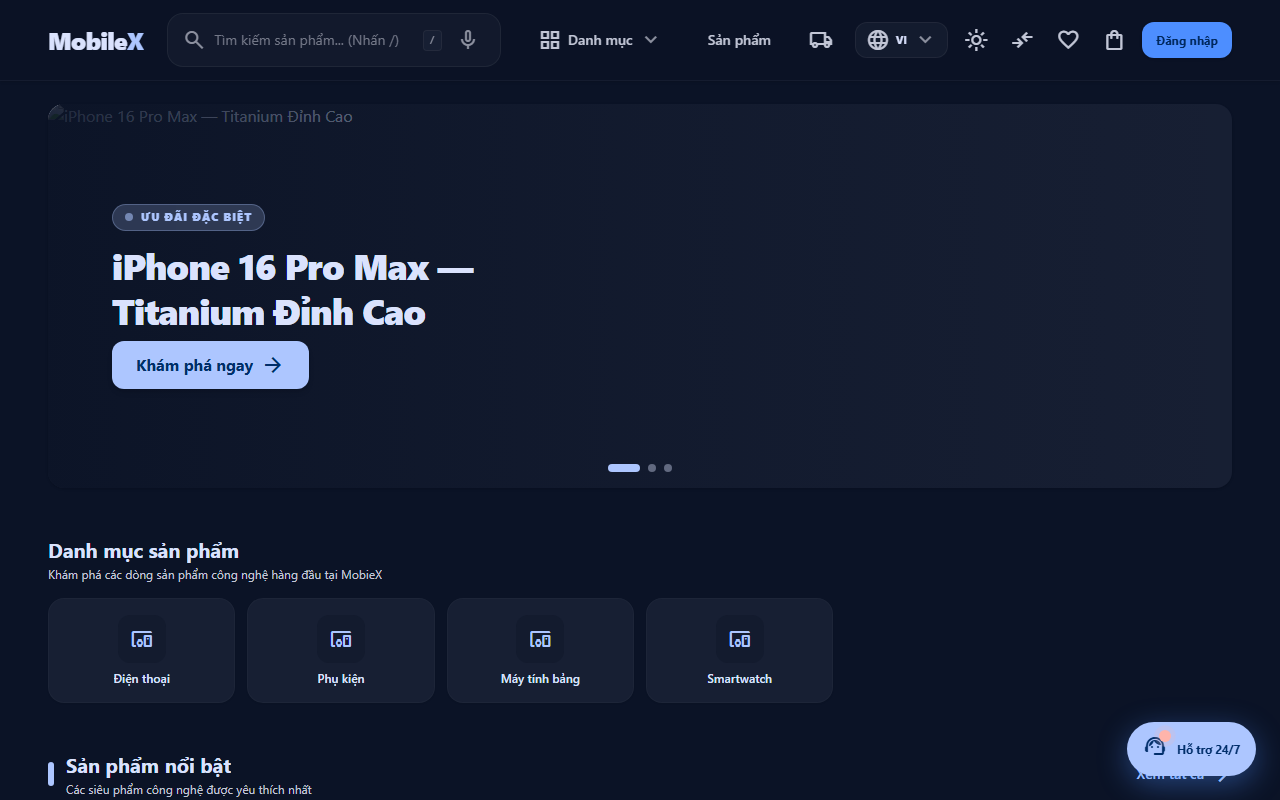 MobileX
Tìm kiếm sản phẩm... (Nhấn /)
/
Danh mục
Sản phẩm
VI
Đăng nhập
iPhone 16 Pro Max — Titanium Đỉnh Cao
ƯU ĐÃI ĐẶC BIỆT
iPhone 16 Pro Max —
Titanium Đỉnh Cao
Khám phá ngay
Danh mục sản phẩm
Khám phá các dòng sản phẩm công nghệ hàng đầu tại MobieX
Điện thoại
Phụ kiện
Máy tính bảng
Smartwatch
Sản phẩm nổi bật
Các siêu phẩm công nghệ được yêu thích nhất
Hỗ trợ 24/7